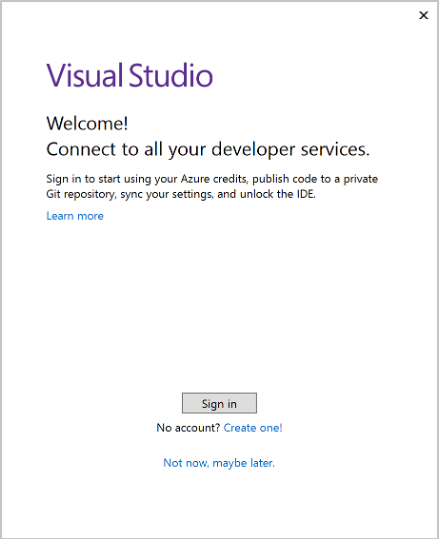 Visual Studio
Welcome!
Connect to all your developer services.
Sign in to start using your Azure credits, publish code to a private
Git repository, sync your settings, and unlock the IDE.
Learn more
Sign in
No account? Create one!
Not now, maybe later.